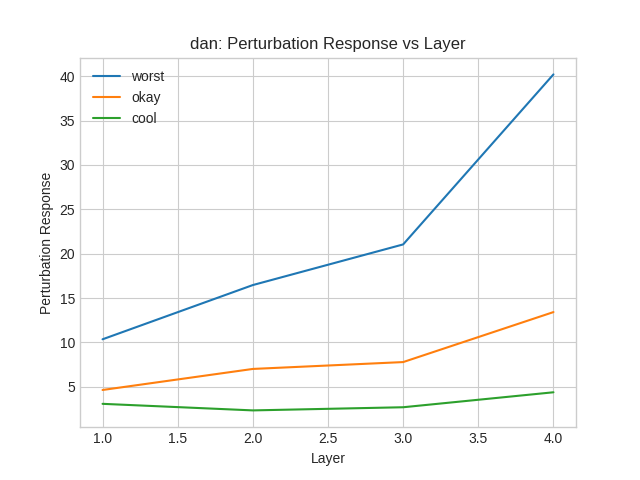 dan: Perturbation Response vs Layer
worst
okay
cool
40
35
30
25
20
15
10
5
Perturbation Response
1.0 1.5 2.0 2.5 3.0 3.5 4.0
Layer